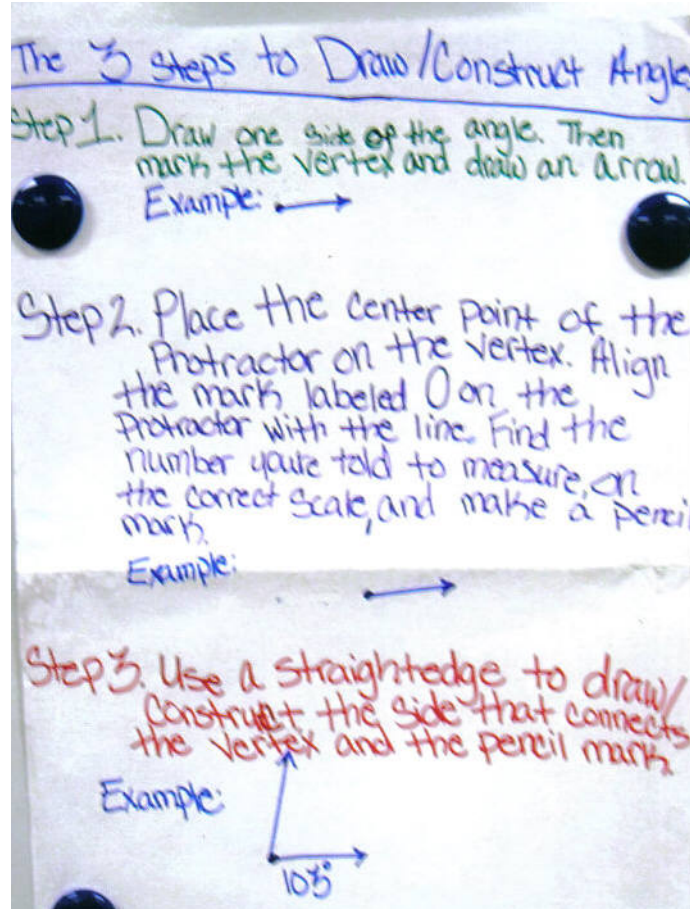 The 3 Steps to Draw/Construct Angles
Step 1. Draw one side of the angle. Then
mark the vertex and draw an arrow.
Example:
Step 2. Place the center point of the
Protractor on the vertex. Align
the mark labeled 0 on the
Protractor with the line. Find the
number you're told to measure, on
the correct scale, and make a pencil
mark.
Example:
Step 3. Use a straightedge to draw/
construct the side that connects
the vertex and the pencil mark.
Example:
103°